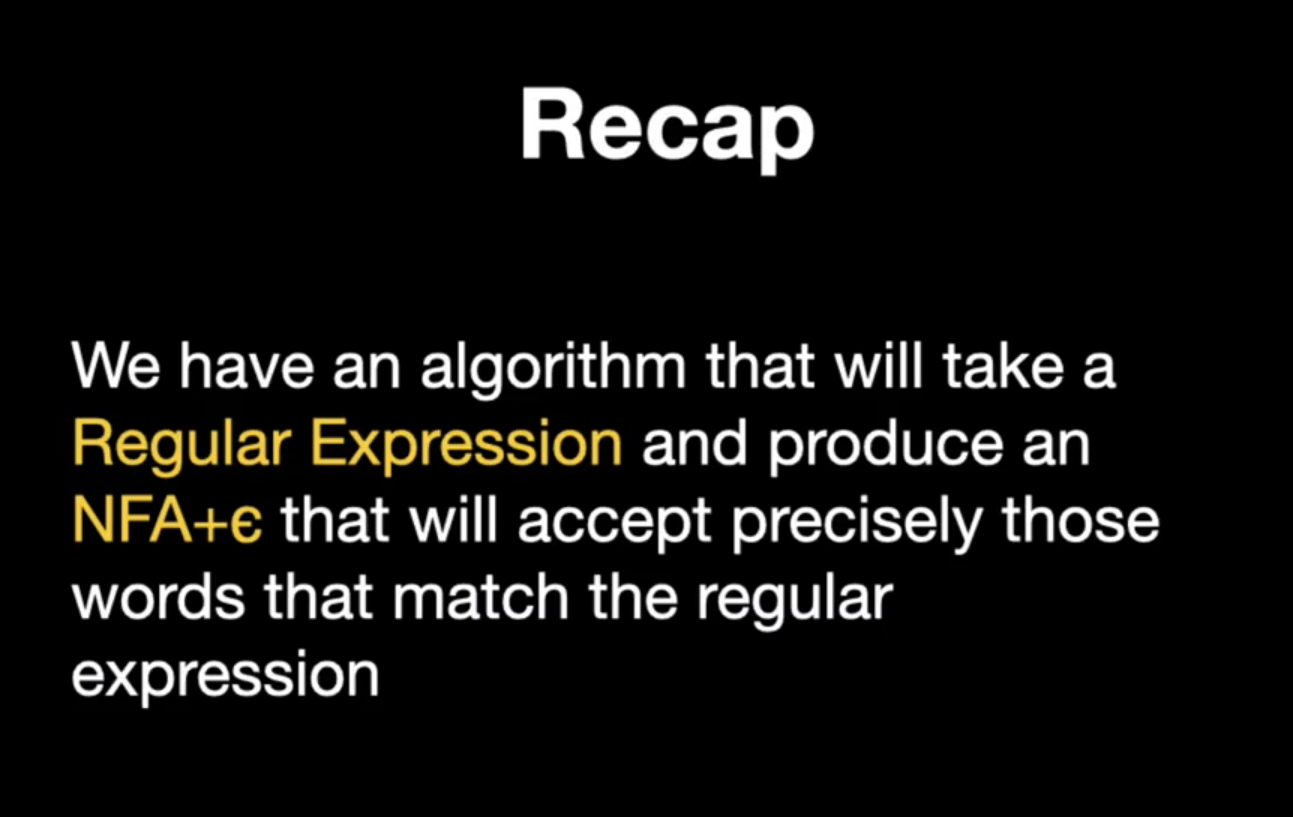 Recap
We have an algorithm that will take a
Regular Expression and produce an
NFA+є that will accept precisely those
words that match the regular
expression